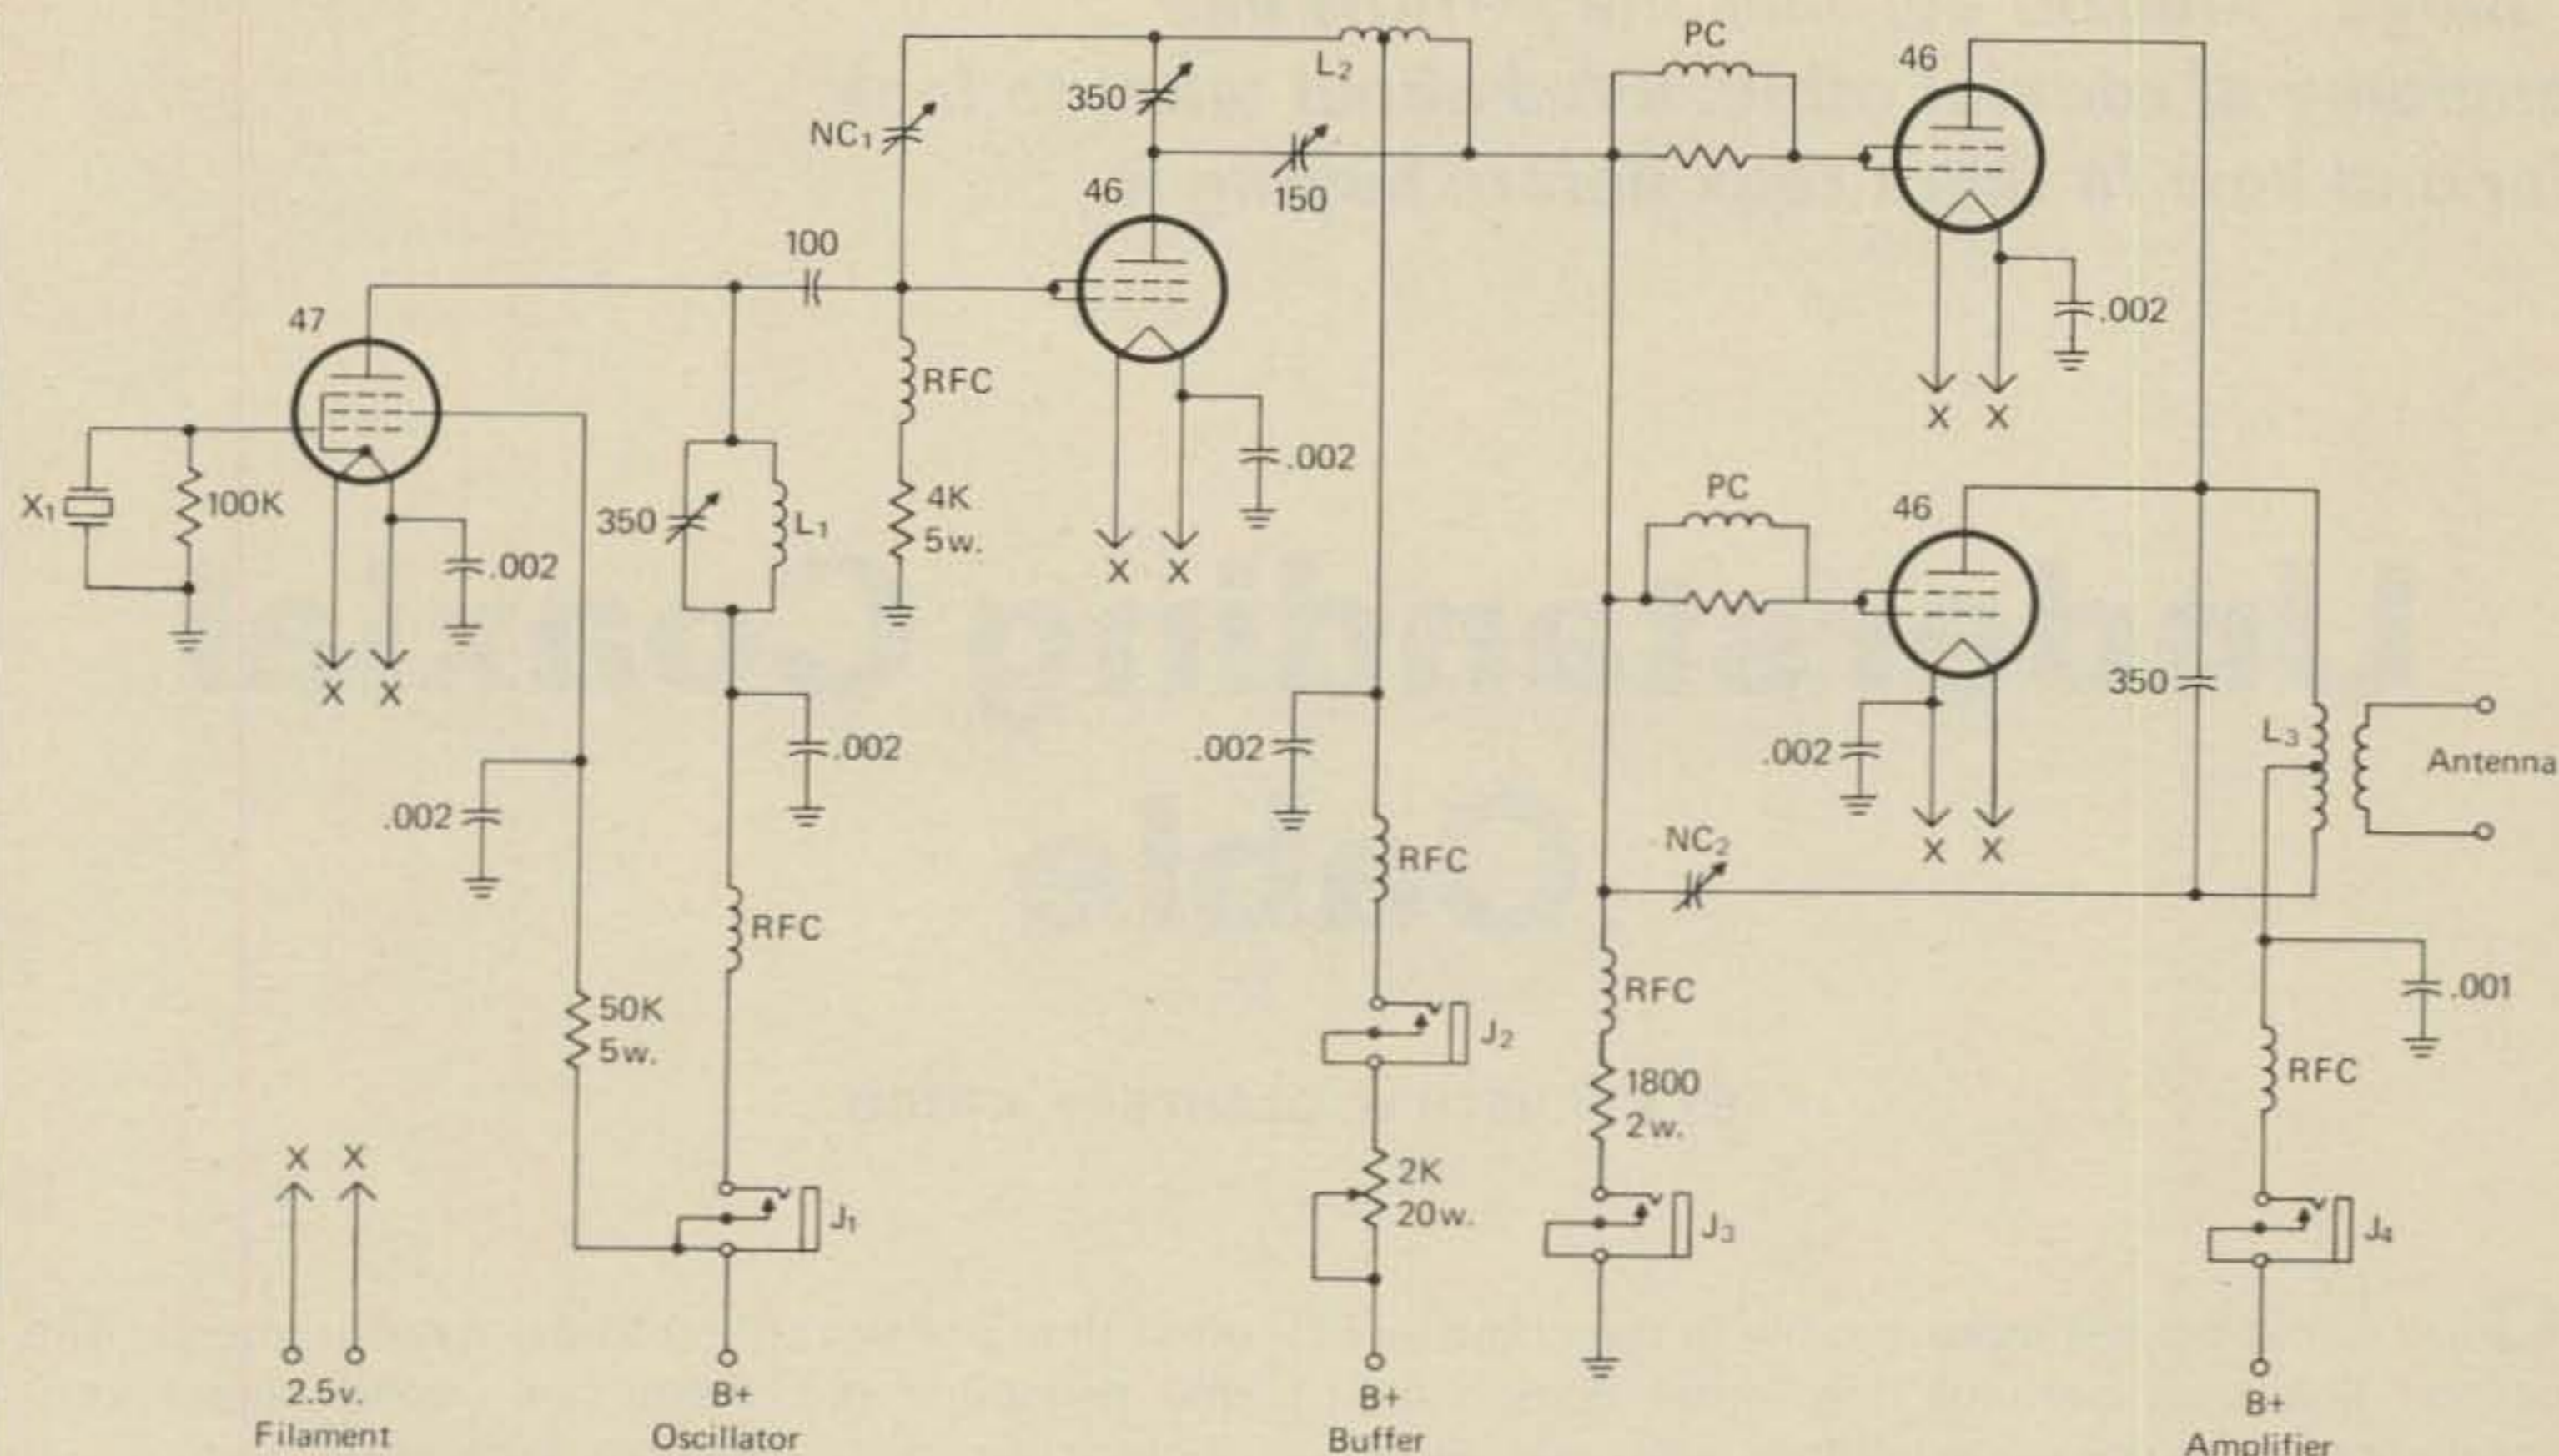 PC
46
L2
350
NC1
46
150
100
47
.002
X X
RFC
.002
X1
100K
350
L1
4K
5w.
PC
46
.002
X X
X X
350
.002
.002
.002
L3
Antenna
.002
NC2
X X
RFC
RFC
50K
5w.
J2
RFC
.001
1800
2w.
RFC
X X
2K
20w.
J1
J3
J4
2.5v.
Filament
B+
Oscillator
B+
Buffer
B+
Amplifier